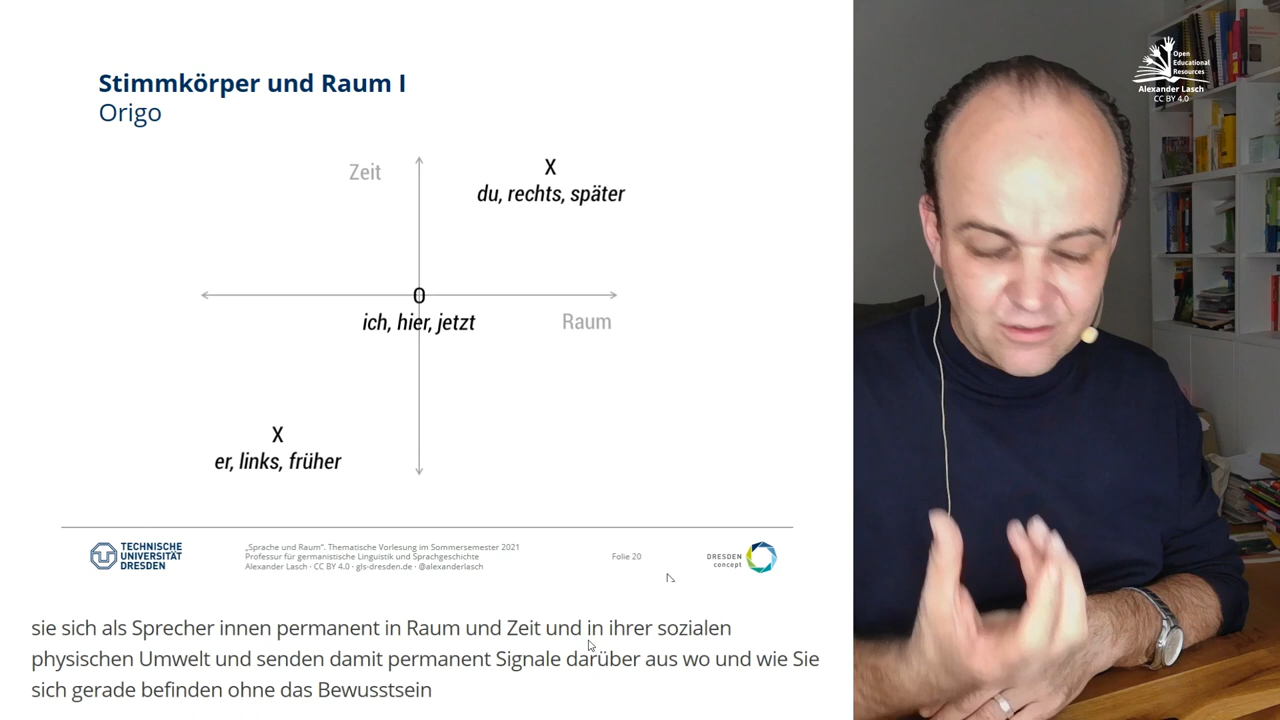 Stimmkörper und Raum I
Origo
Zeit
X
du, rechts, später
O
ich, hier, jetzt
Raum
X
er, links, früher
TECHNISCHE
UNIVERSITÄT
DRESDEN
„Sprache und Raum“. Thematische Vorlesung im Sommersemester 2021
Professur für germanistische Linguistik und Sprachgeschichte
Alexander Lasch · CC BY 4.0 · gls-dresden.de · @alexanderlasch
Folie 20
DRESDEN
concept
sie sich als Sprecher innen permanent in Raum und Zeit und in ihrer sozialen
physischen Umwelt und senden damit permanent Signale darüber aus wo und wie Sie
sich gerade befinden ohne das Bewusstsein
Open
Educational
Resources
Alexander Lasch
CC BY 4.0